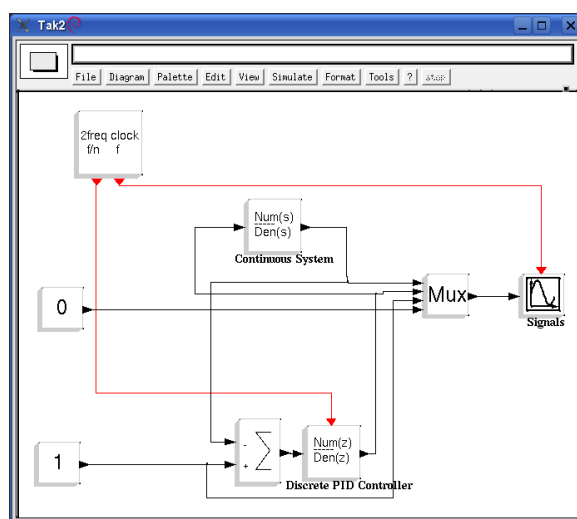 Tak2
File Diagram Palette Edit View Simulate Format Tools ? stop
2freq clock
f/n f
Num(s)
Den(s)
Continuous System
Mux
0
Signals
-
+
Σ
Num(z)
Den(z)
1
Discrete PID Controller